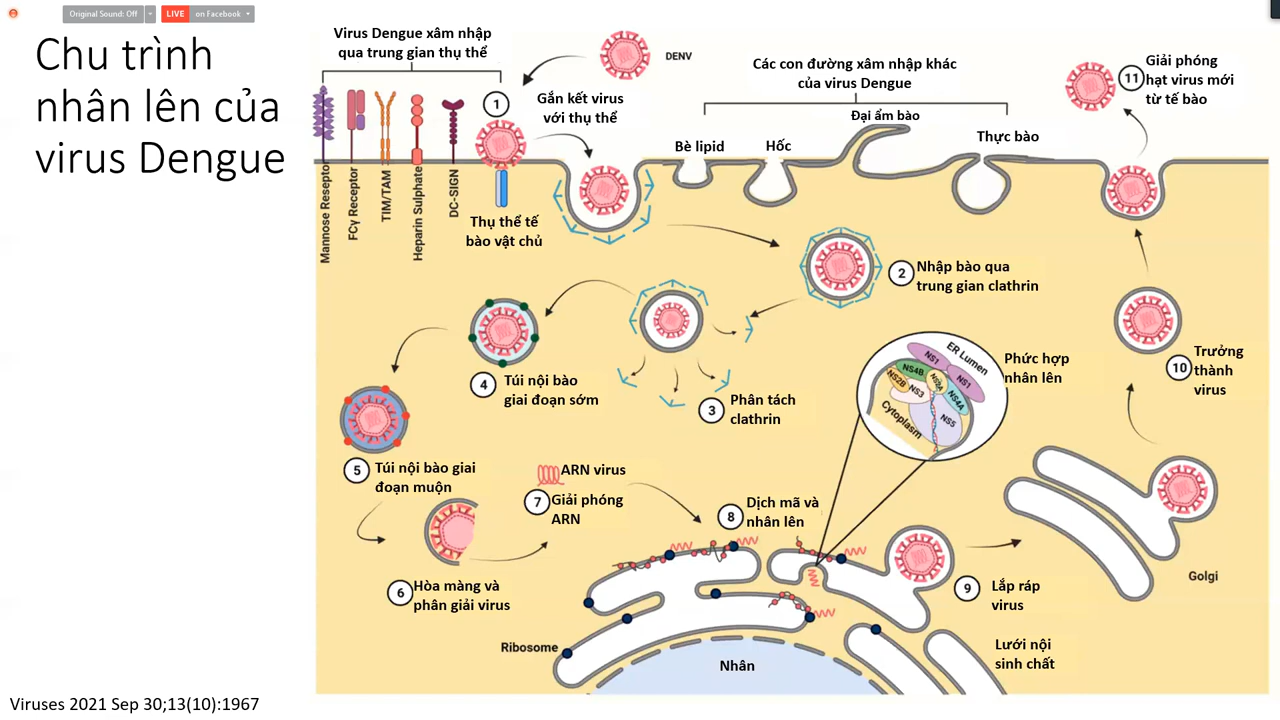 Original Sound: Off
LIVE
on Facebook
Chu trình
nhân lên của
virus Dengue
Virus Dengue xâm nhập
qua trung gian thụ thể
DENV
1
Gắn kết virus
với thụ thể
Các con đường xâm nhập khác
của virus Dengue
Bè lipid
Hốc
Đại ẩm bào
Thực bào
11
Giải phóng
hạt virus mới
từ tế bào
Mannose Reseptor
FCγ Receptor
TIM/TAM
Heparin Sulphate
DC-SIGN
Thụ thể tế
bào vật chủ
2
Nhập bào qua
trung gian clathrin
3
Phân tách
clathrin
4
Túi nội bào
giai đoạn sớm
5
Túi nội bào giai
đoạn muộn
6
Hòa màng và
phân giải virus
ARN virus
7
Giải phóng
ARN
8
Dịch mã và
nhân lên
ER Lumen
NS1
NS1
NS4B
NS2B
NS3
NS4A
NS5
Cytoplasm
Phức hợp
nhân lên
9
Lắp ráp
virus
10
Trưởng
thành
virus
Golgi
Lưới nội
sinh chất
Ribosome
Nhân
Viruses 2021 Sep 30;13(10):1967